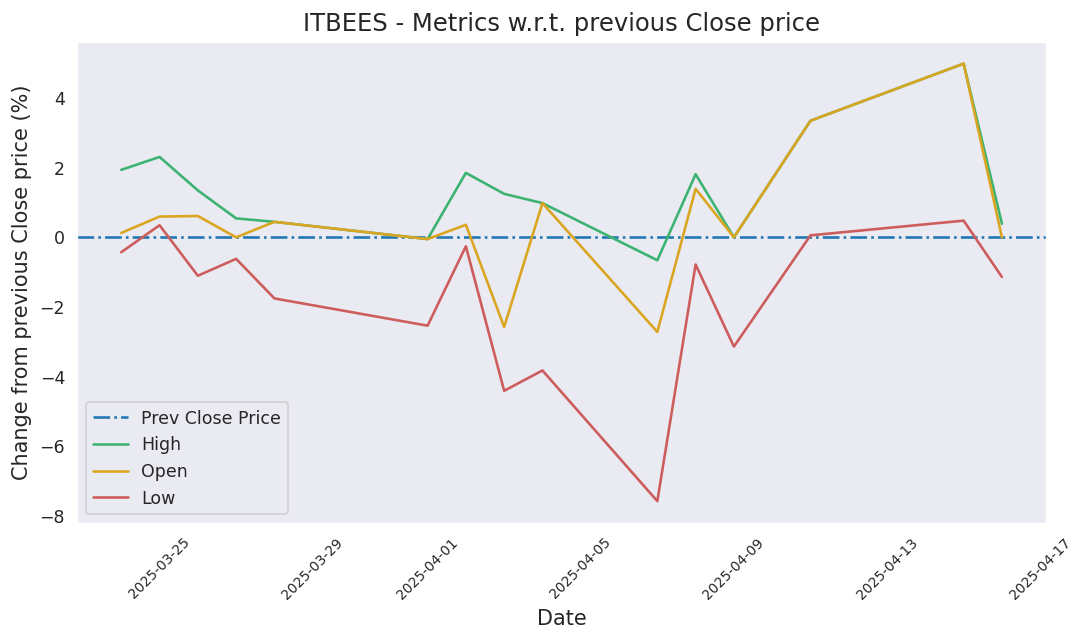 ITBEES - Metrics w.r.t. previous Close price
Change from previous Close price (%)
4
2
0
−2
−4
−6
−8
Prev Close Price
High
Open
Low
2025-03-25
2025-03-29
2025-04-01
2025-04-05
2025-04-09
2025-04-13
2025-04-17
Date